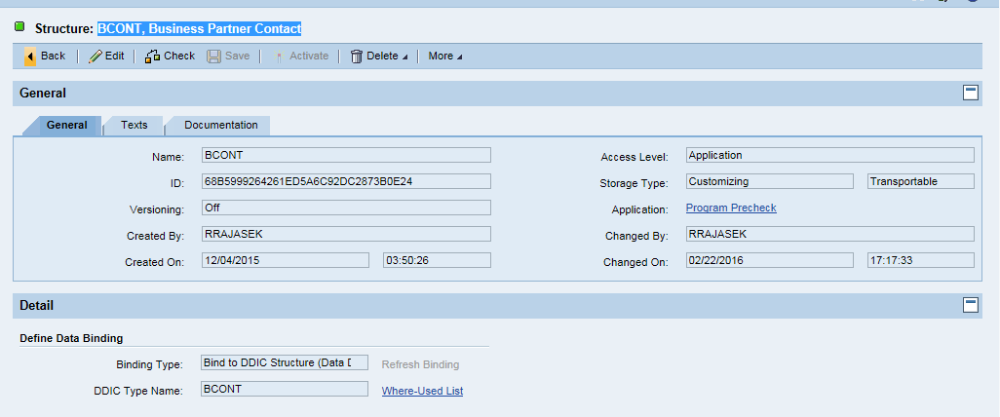 Structure: BCONT, Business Partner Contact
Back Edit Check Save Activate Delete More
General
General Texts Documentation
Name: BCONT Access Level: Application
ID: 68B5999264261ED5A6C92DC2873B0E24 Storage Type: Customizing Transportable
Versioning: Off Application: Program Precheck
Created By: RRAJASEK Changed By: RRAJASEK
Created On: 12/04/2015 03:50:26 Changed On: 02/22/2016 17:17:33
Detail
Define Data Binding
Binding Type: Bind to DDIC Structure (Data Refresh Binding
DDIC Type Name: BCONT Where-Used List